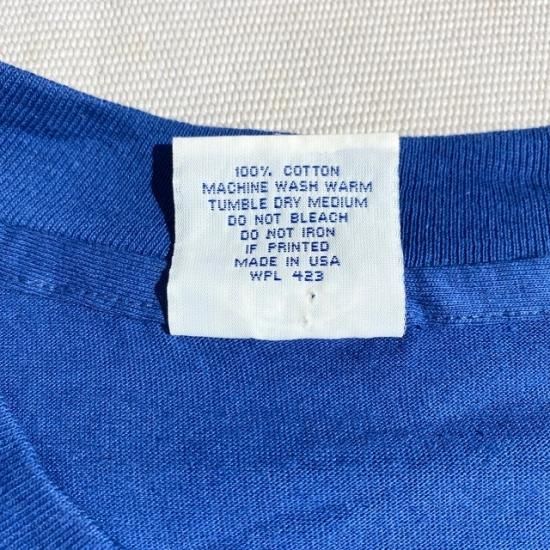 100% COTTON
MACHINE WASH WARM
TUMBLE DRY MEDIUM
DO NOT BLEACH
DO NOT IRON
IF PRINTED
MADE IN USA
WPL 423